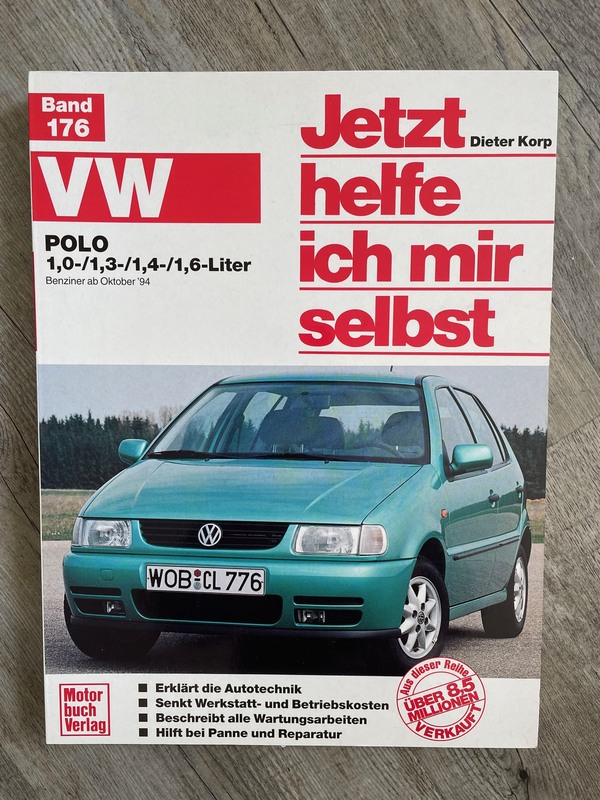 Band
176
VW
POLO
1,0-/1,3-/1,4-/1,6-Liter
Benziner ab Oktober '94
Jetzt
Dieter Korp
helfe
ich mir
selbst
WOB CL 776
Motor
buch
Verlag
Erklärt die Autotechnik
Senkt Werkstatt- und Betriebskosten
Beschreibt alle Wartungsarbeiten
Hilft bei Panne und Reparatur
Aus dieser Reihe
ÜBER 8,5
MILLIONEN
VERKAUFT